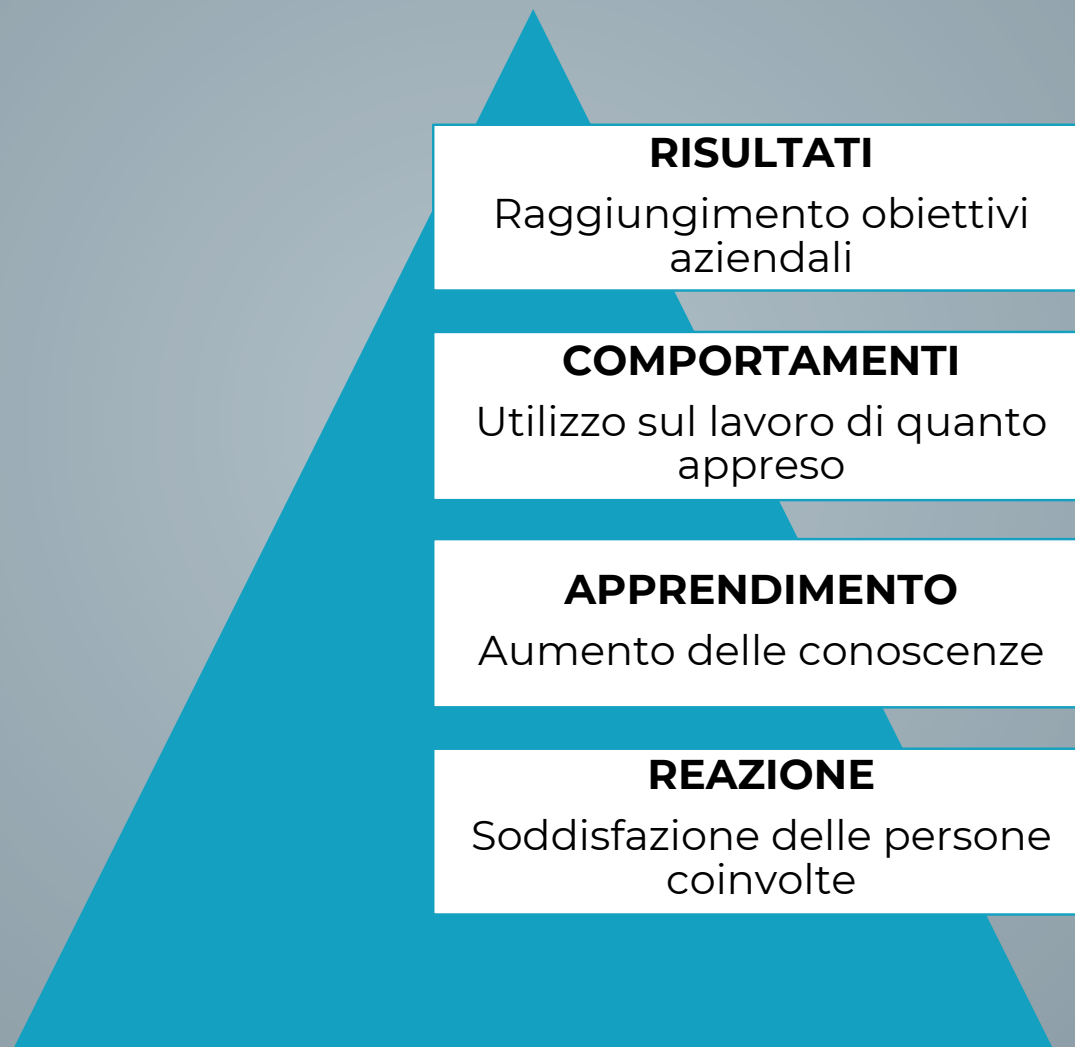 RISULTATI
Raggiungimento obiettivi
aziendali
COMPORTAMENTI
Utilizzo sul lavoro di quanto
appreso
APPRENDIMENTO
Aumento delle conoscenze
REAZIONE
Soddisfazione delle persone
coinvolte